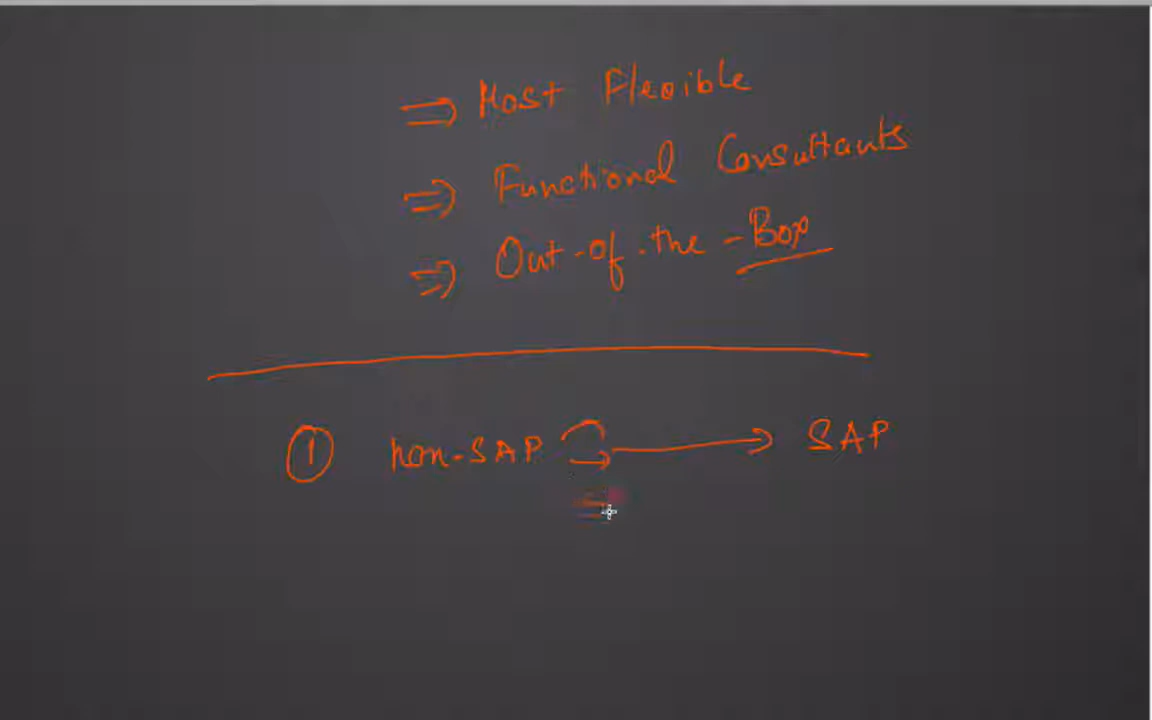 ⇒ Most Flexible
⇒ Functional Consultants
⇒ Out-of-the-Box
① non-SAP → SAP